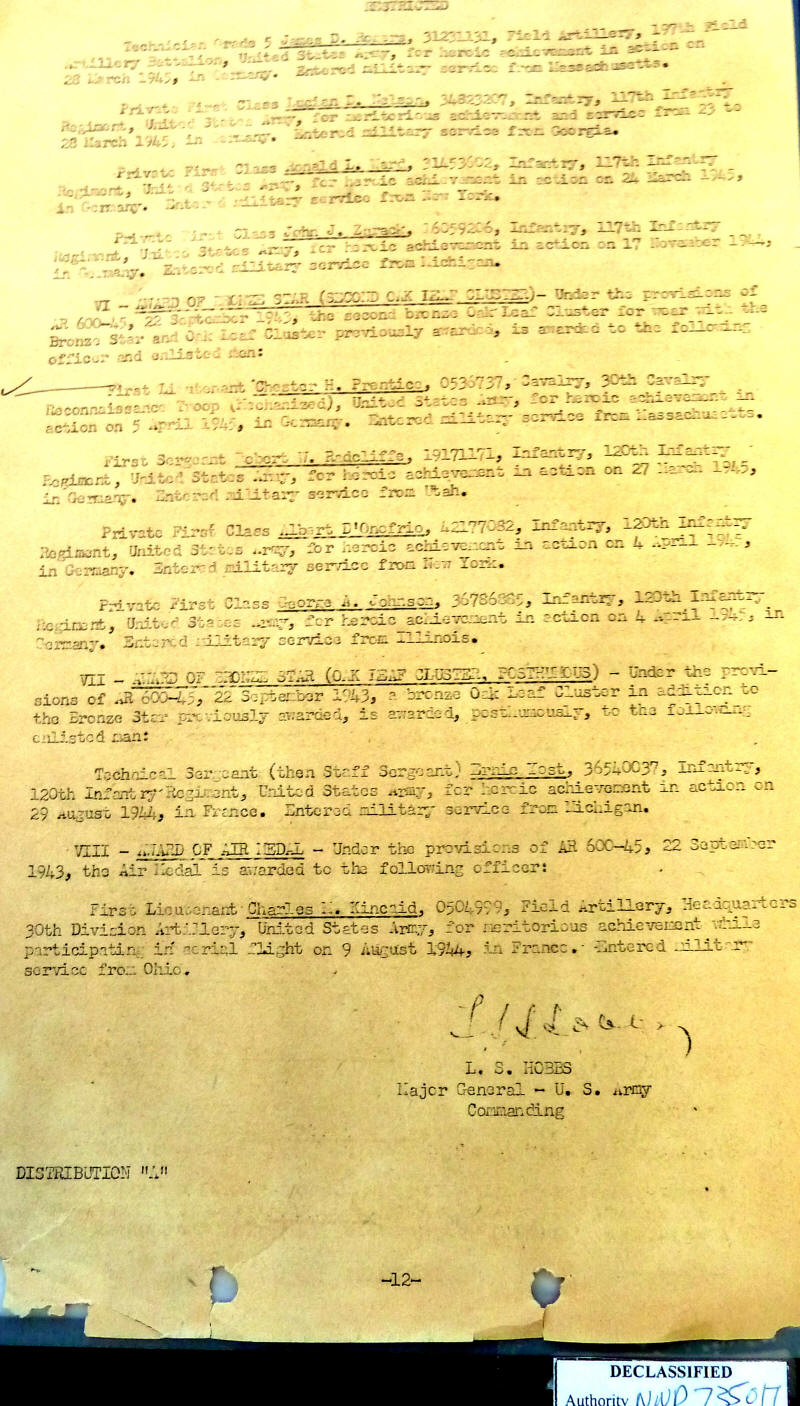 RESTRICTED
Technician Grade 5 James D. Rogers, 31231131, Field Artillery, 197th Field
Artillery Battalion, United States Army, for heroic achievement in action on
28 March 1945, in Germany. Entered military service from Massachusetts.
Private First Class Nelson, 34823207, Infantry, 117th Infantry
Regiment, United States Army, for meritorious achievement and service from 23 to
28 March 1945, in Germany. Entered military service from Georgia.
Private First Class Ronald L. Ward, 31453602, Infantry, 117th Infantry
Regiment, United States Army, for heroic achievement in action on 24 March 1945,
in Germany. Entered military service from New York.
Private First Class John J. 16059206, Infantry, 117th Infantry
Regiment, United States Army, for heroic achievement in action on 17 November 1944,
in Germany. Entered military service from Michigan.
VI - AWARD OF BRONZE STAR (SECOND OAK LEAF CLUSTER)- Under the provisions of
AR 600-45, 22 September 1943, the second bronze Oak Leaf Cluster for wear with the
Bronze Star and Oak Leaf Cluster previously awarded, is awarded to the following
officer and enlisted men:
First Lieutenant Chester H. Prentice, 0536737, Cavalry, 30th Cavalry
Reconnaissance Troop (Mechanized), United States Army, for heroic achievement in
action on 5 April 1945, in Germany. Entered military service from Massachusetts.
First Sergeant Robert W. Radcliffe, 19171171, Infantry, 120th Infantry
Regiment, United States Army, for heroic achievement in action on 27 March 1945,
in Germany. Entered military service from Utah.
Private First Class Albert D'Onofrio, 42177082, Infantry, 120th Infantry
Regiment, United States Army, for heroic achievement in action on 4 April 1945,
in Germany. Entered military service from New York.
Private First Class George A. Johnson, 36786885, Infantry, 120th Infantry
Regiment, United States Army, for heroic achievement in action on 4 April 1945, in
Germany. Entered military service from Illinois.
VII - AWARD OF BRONZE STAR (OAK LEAF CLUSTER, POSTHUMOUS) - Under the provi-
sions of AR 600-45, 22 September 1943, a bronze Oak Leaf Cluster in addition to
the Bronze Star previously awarded, is awarded, posthumously, to the following
enlisted man:
Technical Sergeant (then Staff Sergeant) Ernie Yost, 36540037, Infantry,
120th Infantry Regiment, United States Army, for heroic achievement in action on
29 August 1944, in France. Entered military service from Michigan.
VIII - AWARD OF AIR MEDAL - Under the provisions of AR 600-45, 22 September
1943, the Air Medal is awarded to the following officer:
First Lieutenant Charles M. Kincaid, 0504999, Field Artillery, Headquarters
30th Division Artillery, United States Army, for meritorious achievement while
participating in aerial flight on 9 August 1944, in France. Entered military
service from Ohio.
L. S. HOBBS
Major General - U. S. Army
Commanding
DISTRIBUTION "A"
-12-
DECLASSIFIED
Authority NND 735017